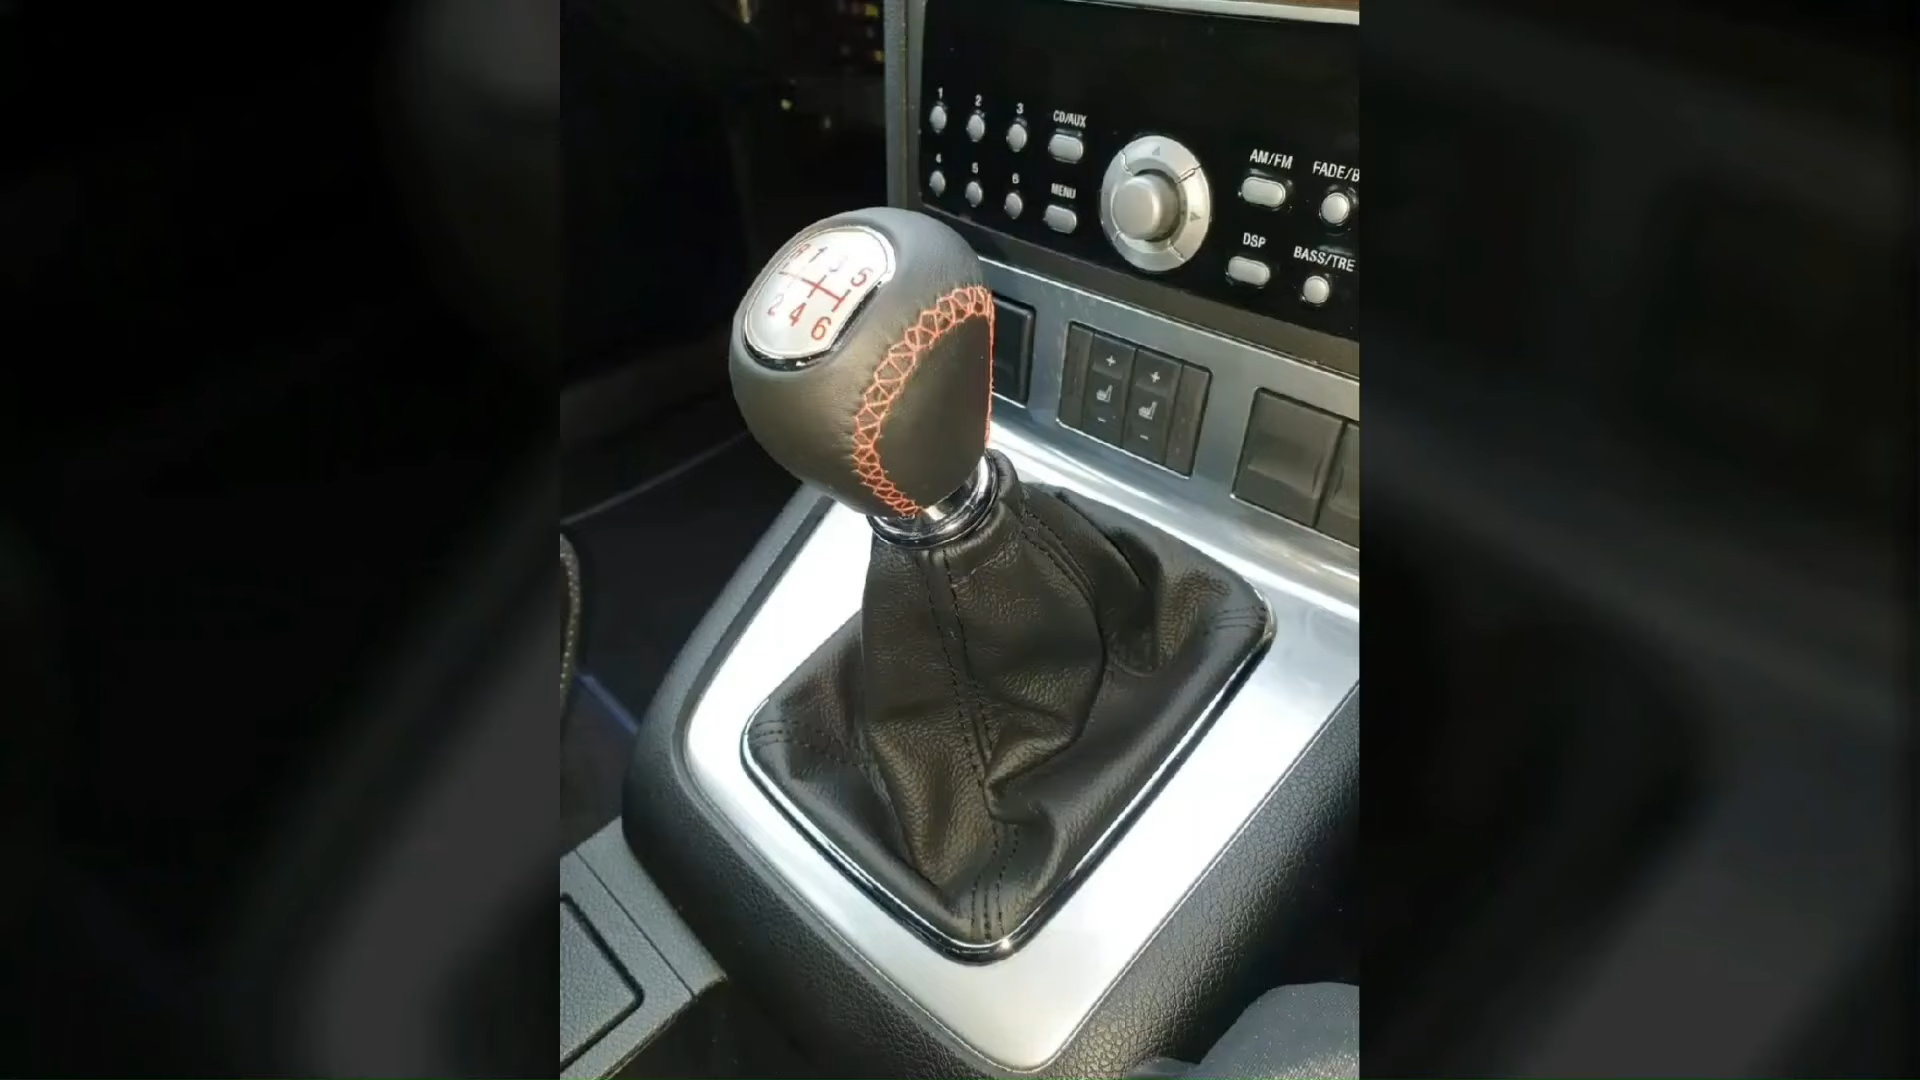 1 2 3 CD/AUX
AM/FM FADE/B
4 5 6 MENU
DSP BASS/TRE
R 1 3 5
2 4 6
+ +
- -